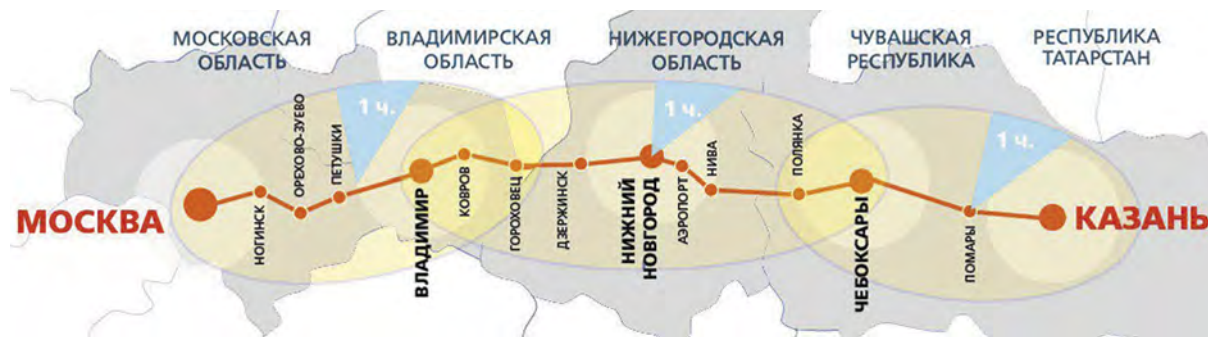 МОСКОВСКАЯ
ОБЛАСТЬ
ВЛАДИМИРСКАЯ
ОБЛАСТЬ
НИЖЕГОРОДСКАЯ
ОБЛАСТЬ
ЧУВАШСКАЯ
РЕСПУБЛИКА
РЕСПУБЛИКА
ТАТАРСТАН
1 ч.
1 ч.
1 ч.
МОСКВА
НОГИНСК
ОРЕХОВО-ЗУЕВО
ПЕТУШКИ
ВЛАДИМИР
КОВРОВ
ГОРОХОВЕЦ
ДЗЕРЖИНСК
НИЖНИЙ
НОВГОРОД
АЭРОПОРТ
НИВА
ПОЛЯНКА
ЧЕБОКСАРЫ
ПОМАРЫ
КАЗАНЬ